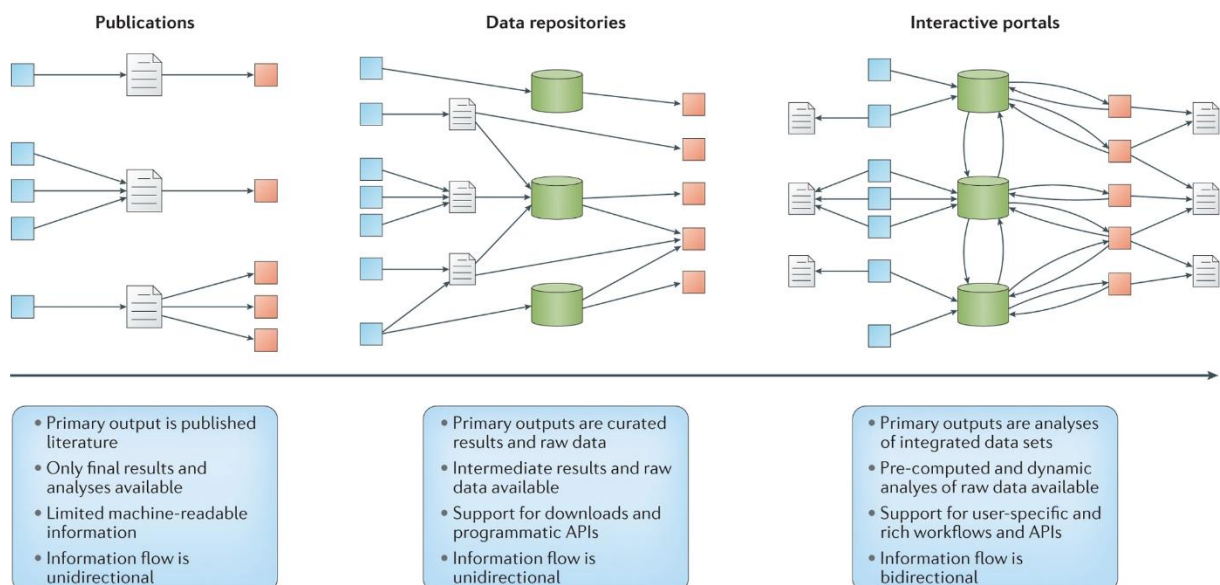 Publications
Data repositories
Interactive portals
• Primary output is published
literature
• Only final results and
analyses available
• Limited machine-readable
information
• Information flow is
unidirectional
• Primary outputs are curated
results and raw data
• Intermediate results and raw
data available
• Support for downloads and
programmatic APIs
• Information flow is
unidirectional
• Primary outputs are analyses
of integrated data sets
• Pre-computed and dynamic
analyes of raw data available
• Support for user-specific and
rich workflows and APIs
• Information flow is
bidirectional